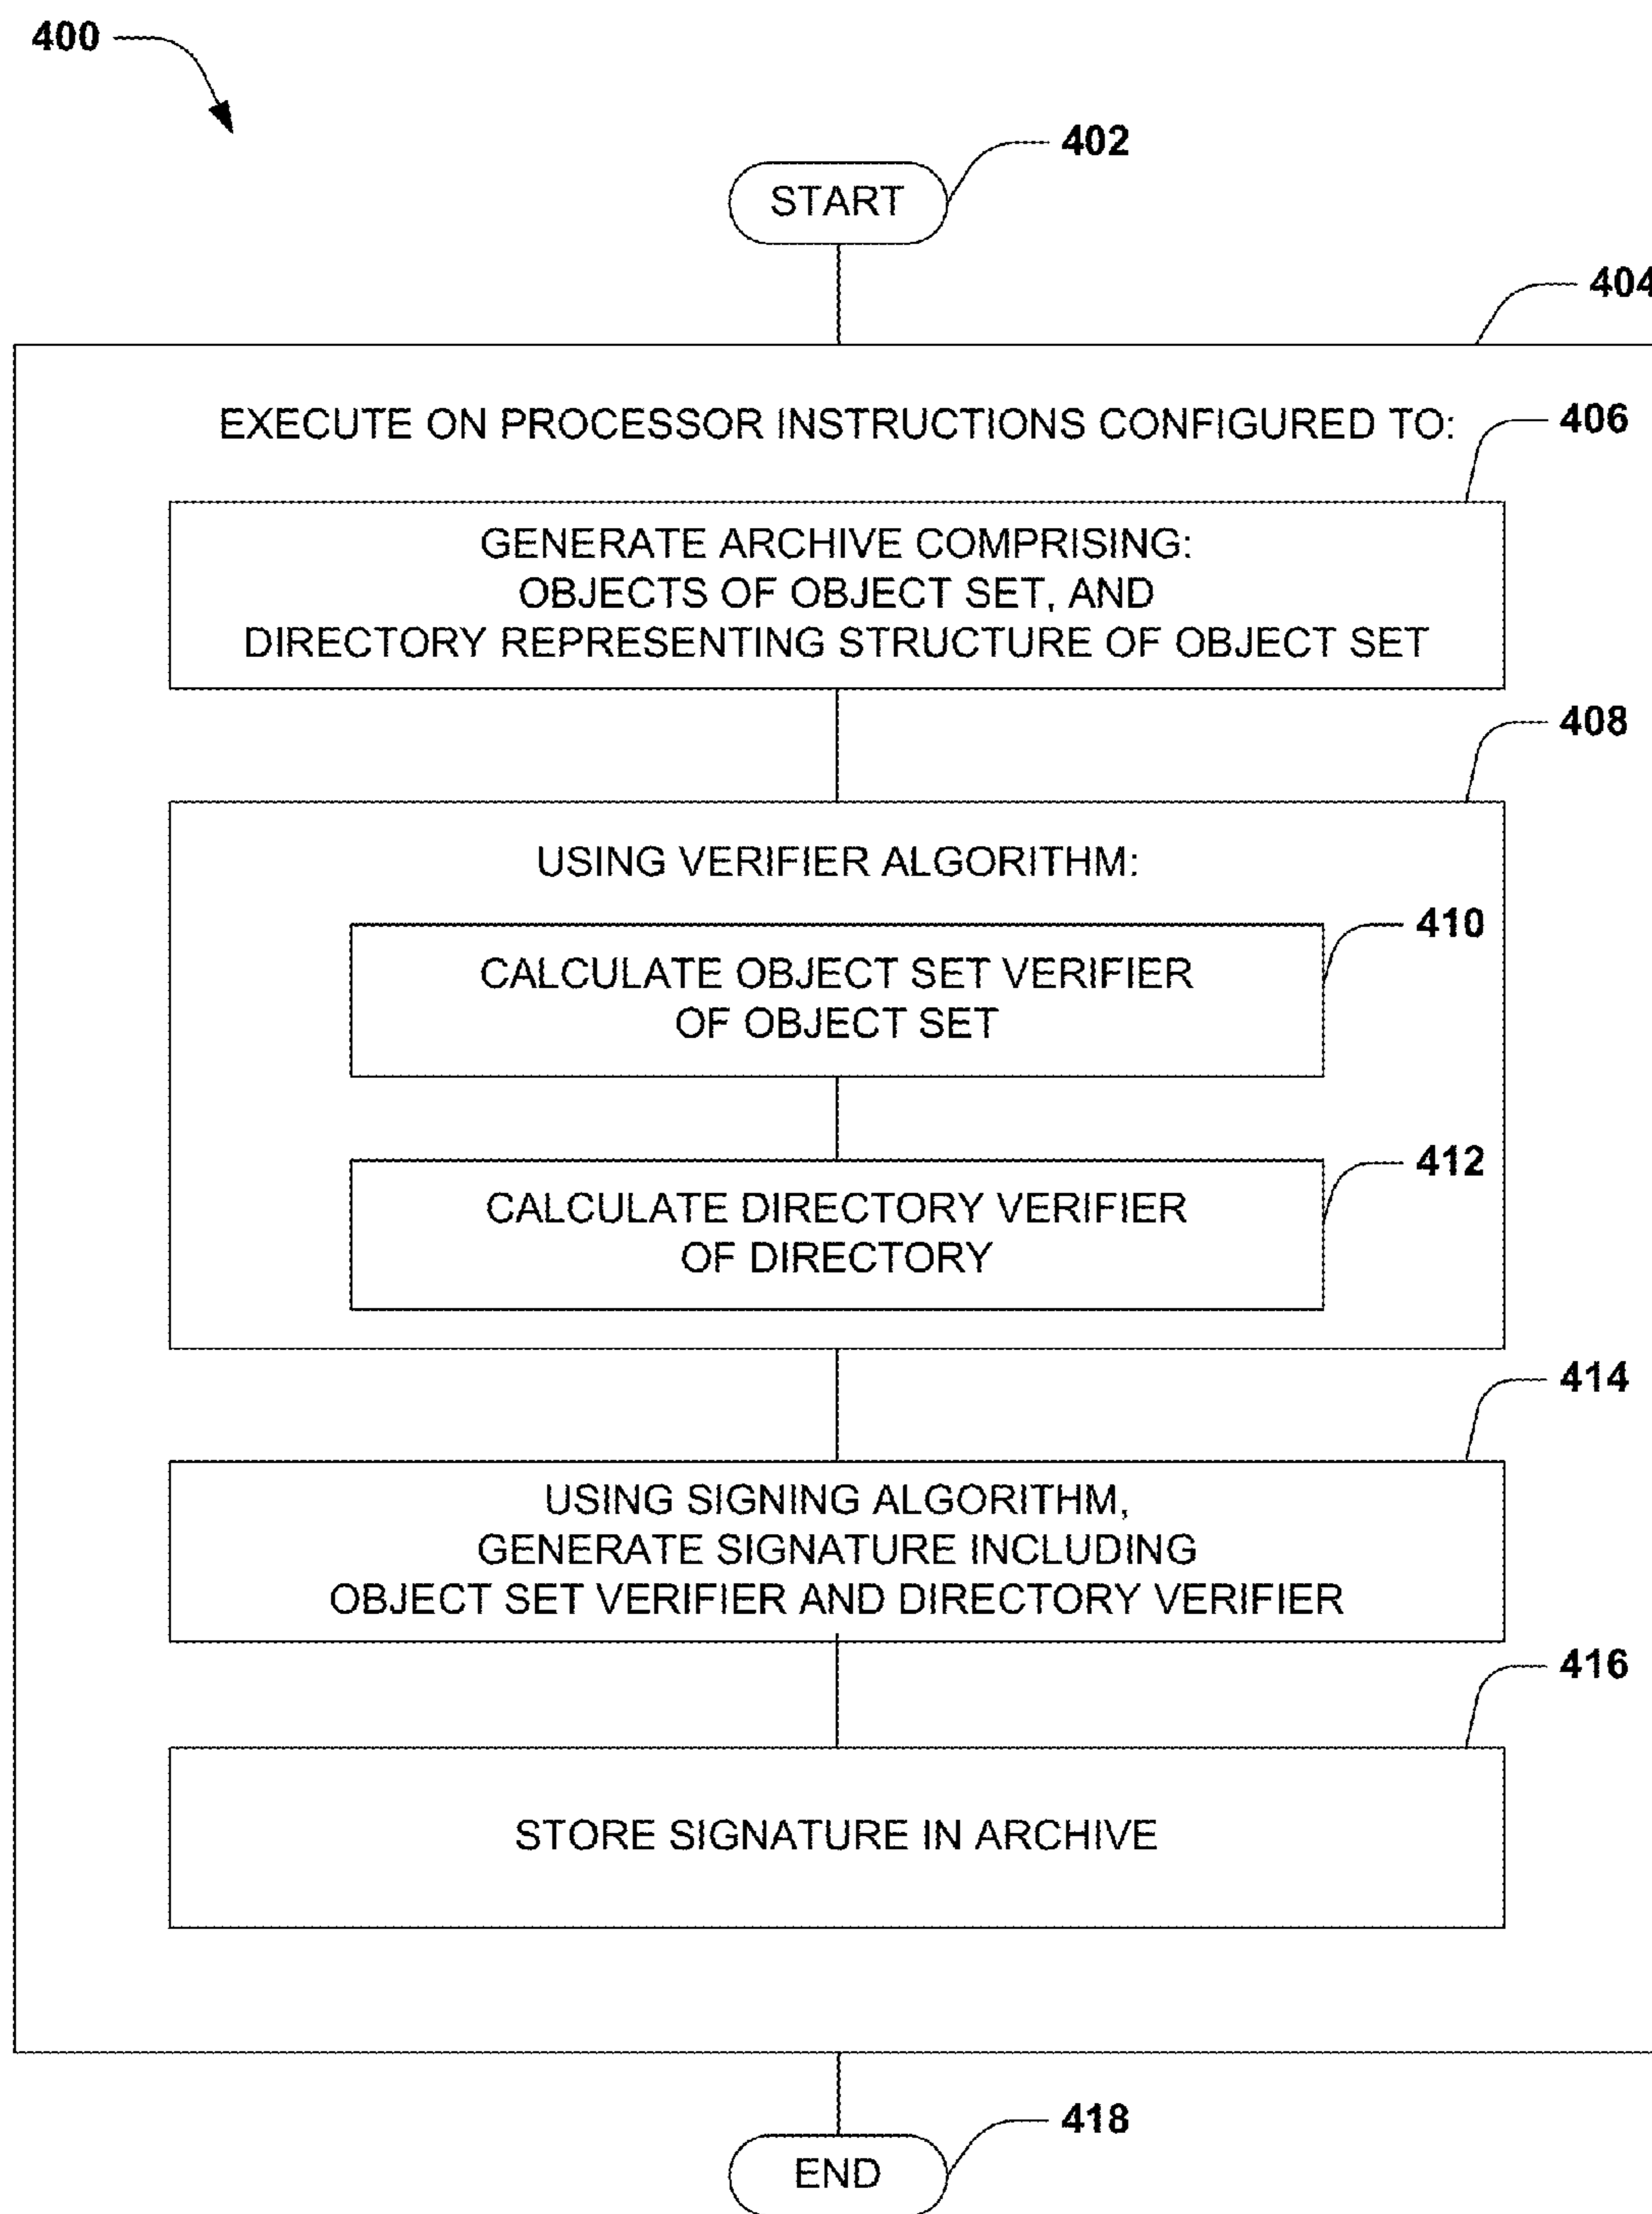 400
402
START
404
EXECUTE ON PROCESSOR INSTRUCTIONS CONFIGURED TO:
406
GENERATE ARCHIVE COMPRISING:
OBJECTS OF OBJECT SET, AND
DIRECTORY REPRESENTING STRUCTURE OF OBJECT SET
408
USING VERIFIER ALGORITHM:
410
CALCULATE OBJECT SET VERIFIER
OF OBJECT SET
412
CALCULATE DIRECTORY VERIFIER
OF DIRECTORY
414
USING SIGNING ALGORITHM,
GENERATE SIGNATURE INCLUDING
OBJECT SET VERIFIER AND DIRECTORY VERIFIER
416
STORE SIGNATURE IN ARCHIVE
418
END